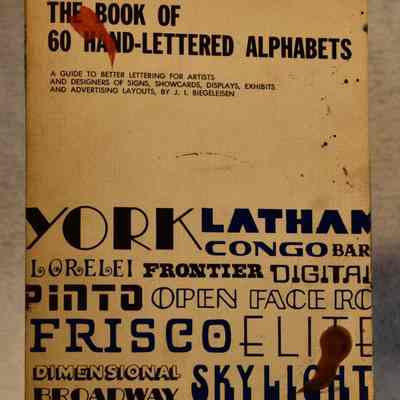 THE BOOK OF
60 HAND-LETTERED ALPHABETS
A GUIDE TO BETTER LETTERING FOR ARTISTS
AND DESIGNERS OF SIGNS, SHOWCARDS, DISPLAYS, EXHIBITS
AND ADVERTISING LAYOUTS, BY J. I. BIEGELEISEN
YORK LATHAM
CONGO BAR
LORELEI FRONTIER DIGITAL
PINTO OPEN FACE RO
FRISCO ELITE
DIMENSIONAL SKYLIGHT
BROADWAY